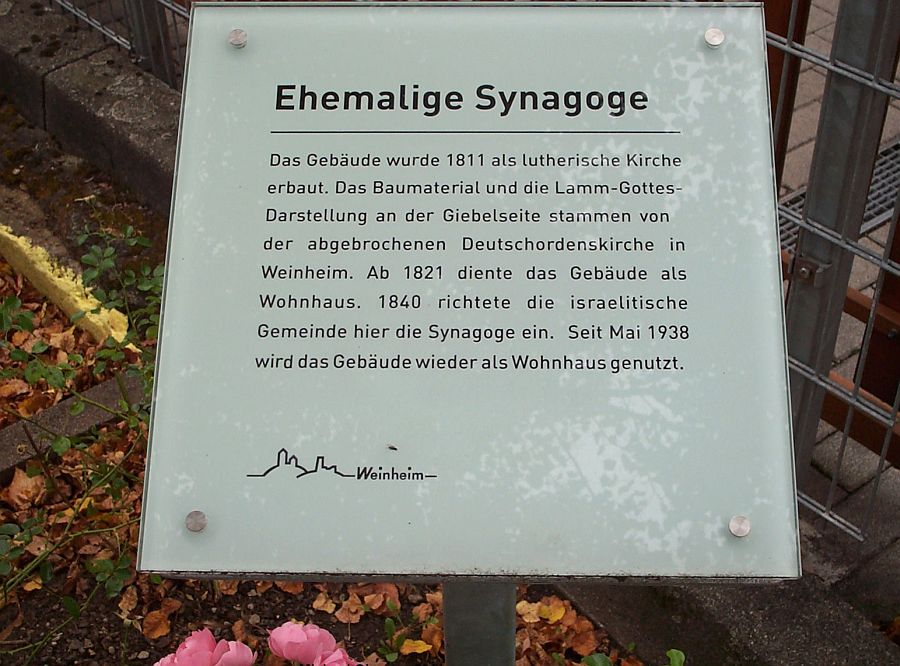 Ehemalige Synagoge
Das Gebäude wurde 1811 als lutherische Kirche
erbaut. Das Baumaterial und die Lamm-Gottes-
Darstellung an der Giebelseite stammen von
der abgebrochenen Deutschordenskirche in
Weinheim. Ab 1821 diente das Gebäude als
Wohnhaus. 1840 richtete die israelitische
Gemeinde hier die Synagoge ein. Seit Mai 1938
wird das Gebäude wieder als Wohnhaus genutzt.
Weinheim